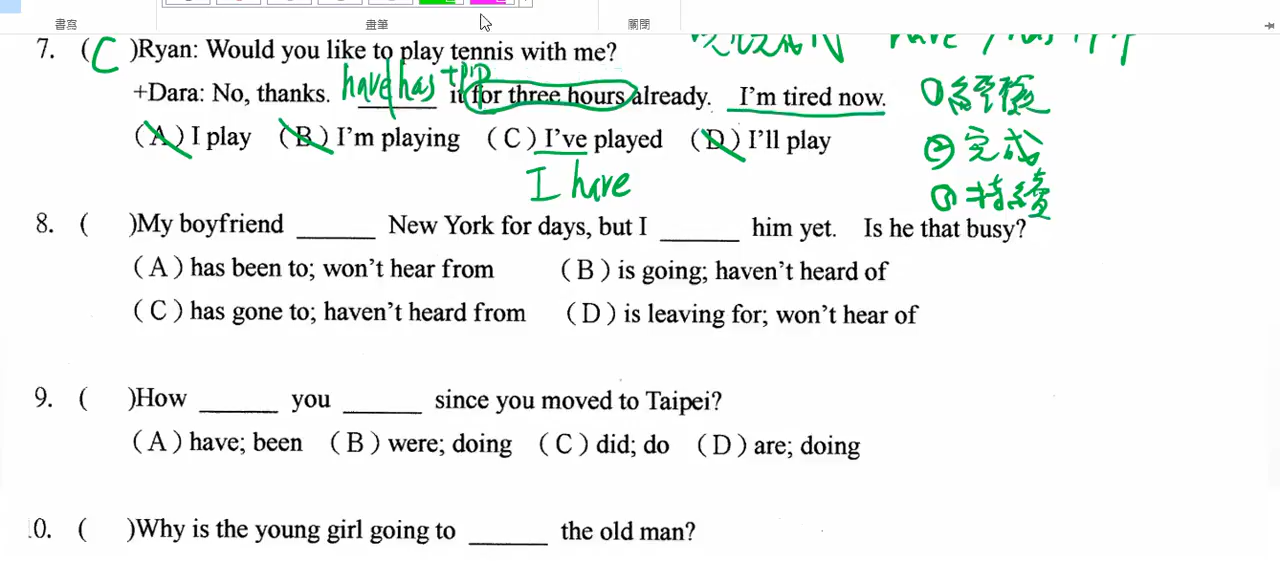 書寫 畫筆 關閉
7. ( C )Ryan: Would you like to play tennis with me?
have has +p.p
+Dara: No, thanks. ______ it for three hours already. I'm tired now.
①經驗
(A) I play (B) I'm playing (C) I've played (D) I'll play
②完成
I have
③持續
8. ( )My boyfriend ______ New York for days, but I ______ him yet. Is he that busy?
(A) has been to; won't hear from (B) is going; haven't heard of
(C) has gone to; haven't heard from (D) is leaving for; won't hear of
9. ( )How ______ you ______ since you moved to Taipei?
(A) have; been (B) were; doing (C) did; do (D) are; doing
0. ( )Why is the young girl going to ______ the old man?